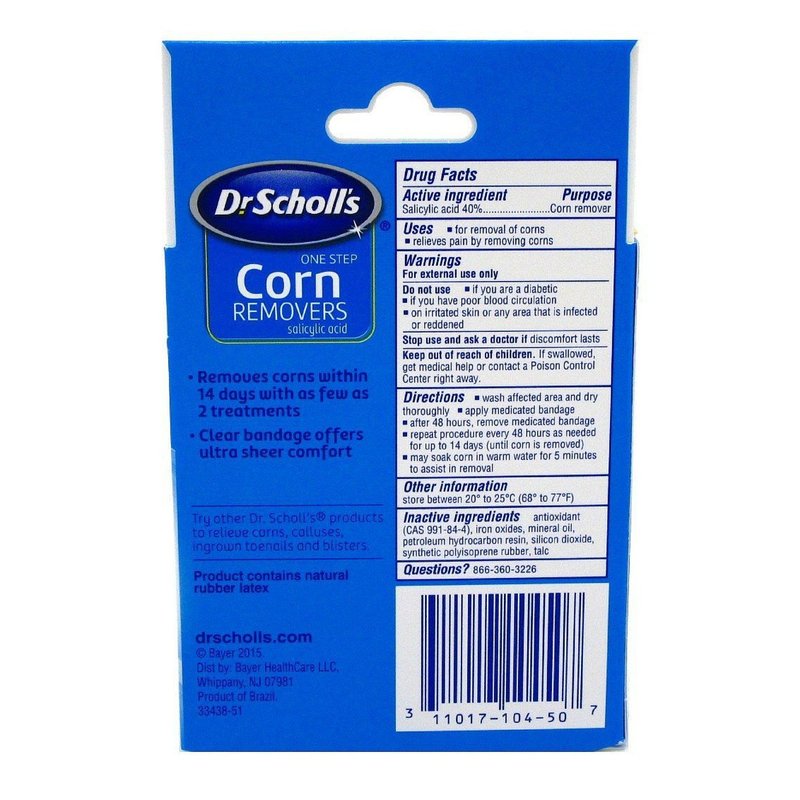 Dr. Scholl's ®
ONE STEP
Corn
REMOVERS
salicylic acid
• Removes corns within
14 days with as few as
2 treatments
• Clear bandage offers
ultra sheer comfort
Try other Dr. Scholl's® products
to relieve corns, calluses,
ingrown toenails and blisters.
Product contains natural
rubber latex
drscholls.com
© Bayer 2015.
Dist by: Bayer HealthCare LLC,
Whippany, NJ 07981
Product of Brazil.
33438-51
Drug Facts
Active ingredient Purpose
Salicylic acid 40%......................Corn remover
Uses ▪ for removal of corns
▪ relieves pain by removing corns
Warnings
For external use only
Do not use ▪ if you are a diabetic
▪ if you have poor blood circulation
▪ on irritated skin or any area that is infected
or reddened
Stop use and ask a doctor if discomfort lasts
Keep out of reach of children. If swallowed,
get medical help or contact a Poison Control
Center right away.
Directions ▪ wash affected area and dry
thoroughly ▪ apply medicated bandage
▪ after 48 hours, remove medicated bandage
▪ repeat procedure every 48 hours as needed
for up to 14 days (until corn is removed)
▪ may soak corn in warm water for 5 minutes
to assist in removal
Other information
store between 20° to 25°C (68° to 77°F)
Inactive ingredients antioxidant
(CAS 991-84-4), iron oxides, mineral oil,
petroleum hydrocarbon resin, silicon dioxide,
synthetic polyisoprene rubber, talc
Questions? 866-360-3226
3 11017-104-50 7